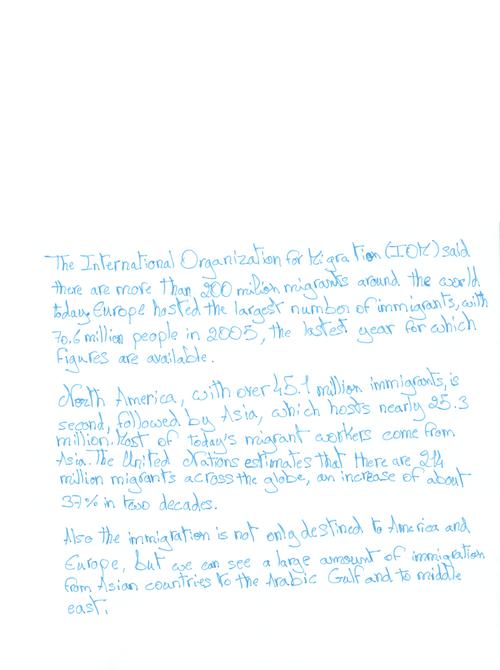 The International Organization for Migration (IOM) said
there are more than 200 million migrants around the world
today. Europe hosted the largest number of immigrants, with
70.6 million people in 2005, the lastest year for which
figures are available.
North America, with over 45.1 million immigrants, is
second, followed by Asia, which hosts nearly 25.3
million. Most of today's migrant workers come from
Asia. The United Nations estimates that there are 214
million migrants across the globe, an increase of about
37% in two decades.
Also the immigration is not only destined to America and
Europe, but we can see a large amount of immigration
from Asian countries to the Arabic Gulf and to middle
east.